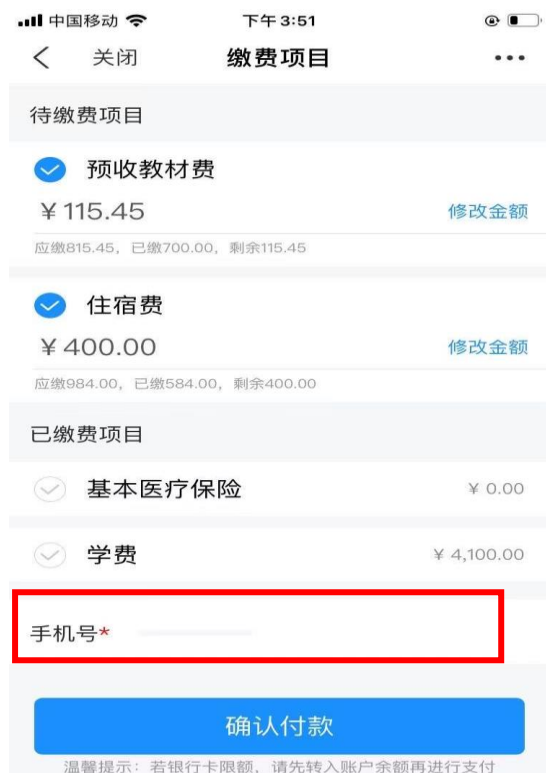 中国移动 下午 3:51
关闭 缴费项目
待缴费项目
预收教材费
￥115.45 修改金额
应缴815.45，已缴700.00，剩余115.45
住宿费
￥400.00 修改金额
应缴984.00，已缴584.00，剩余400.00
已缴费项目
基本医疗保险 ￥ 0.00
学费 ￥ 4,100.00
手机号*
确认付款
温馨提示：若银行卡限额，请先转入账户余额再进行支付